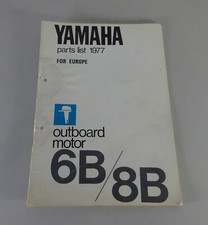 YAMAHA
parts list 1977
FOR EUROPE
outboard
motor
6B/8B